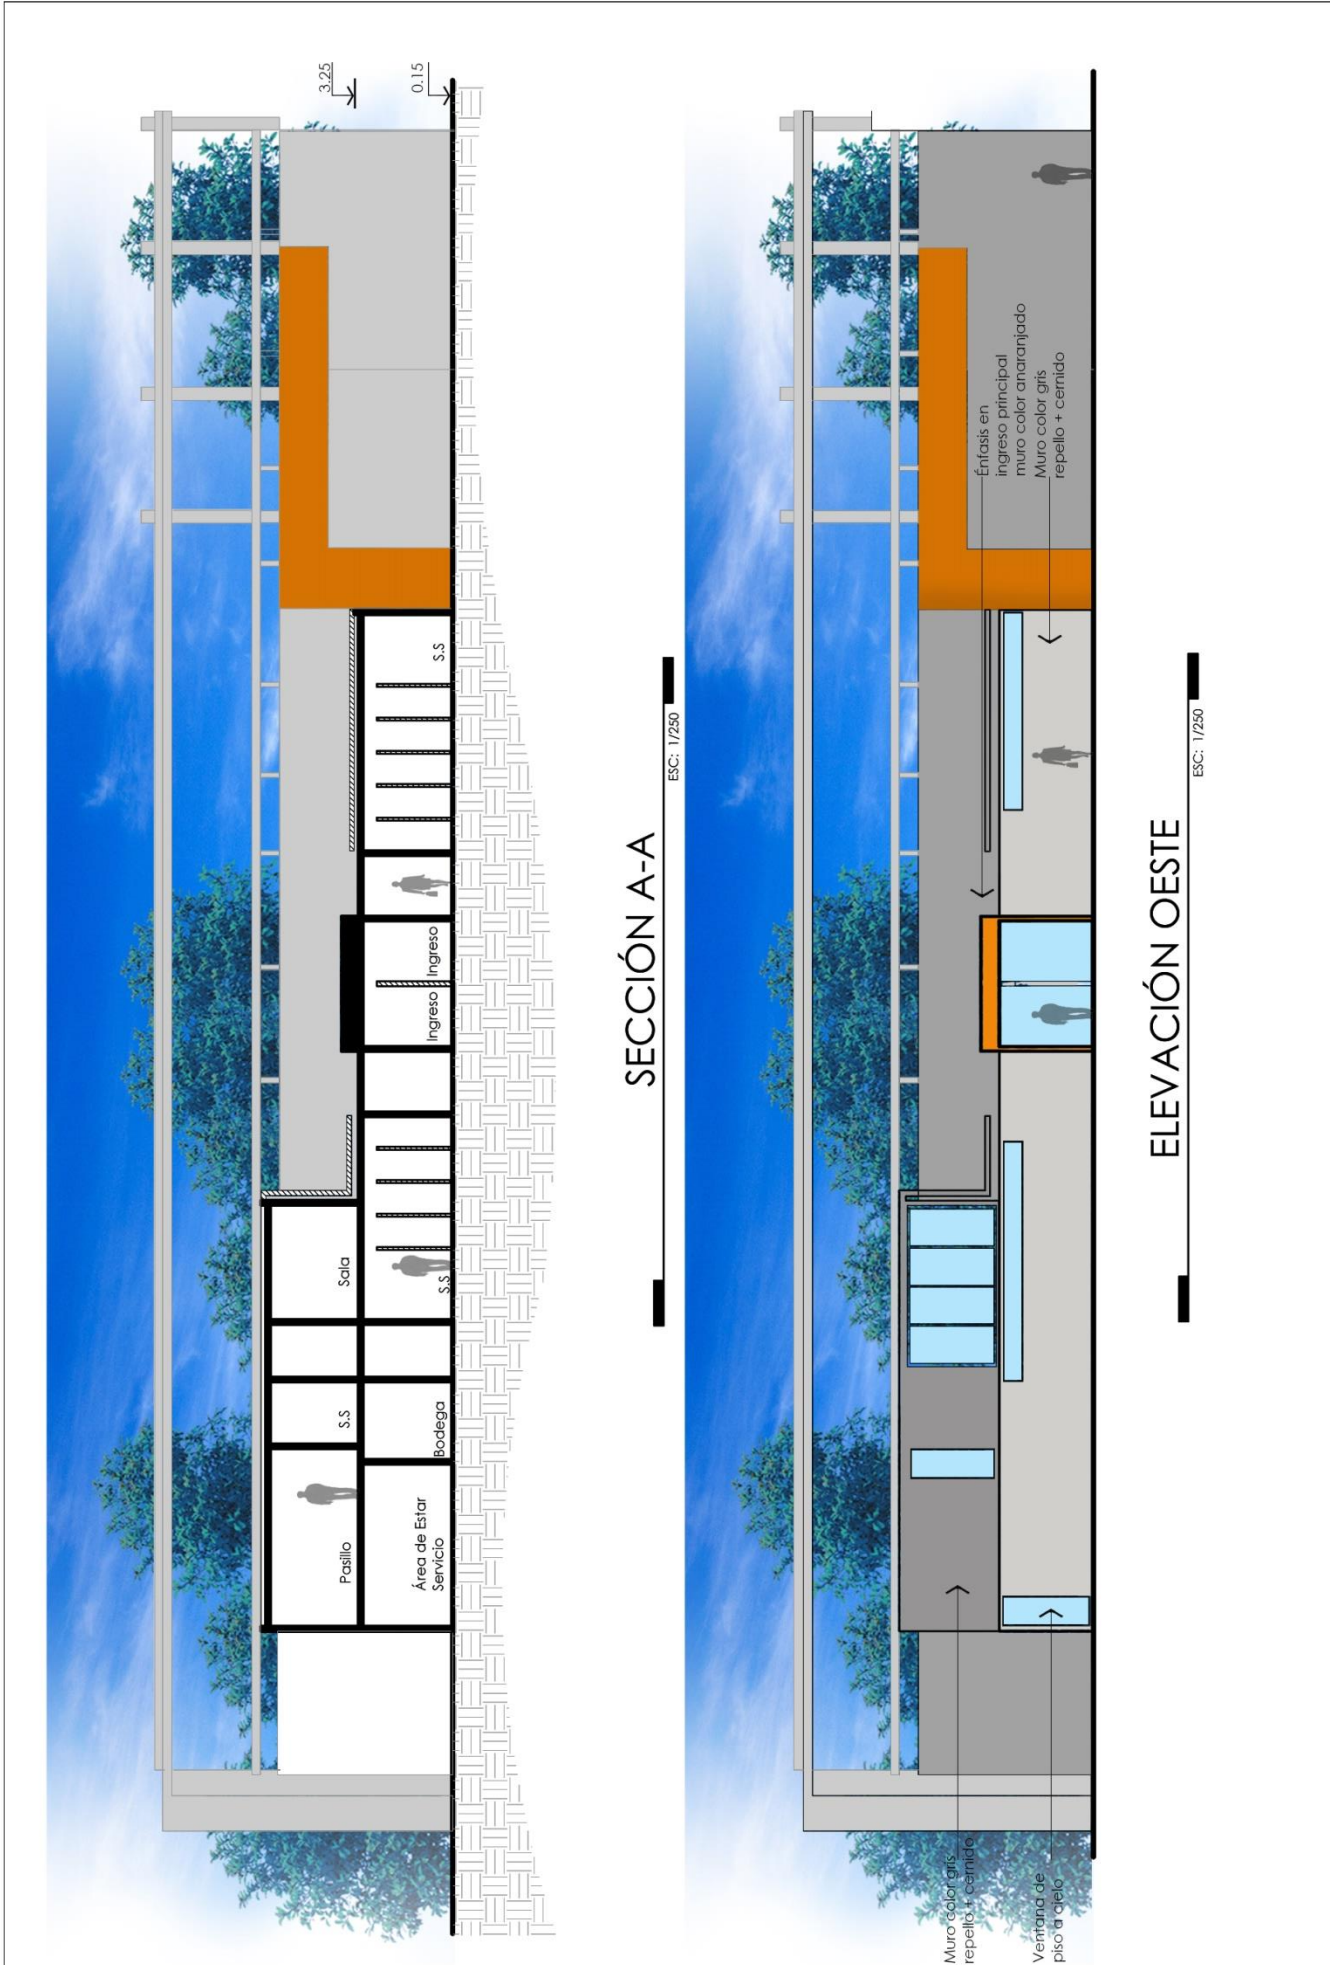 3.25
0.15
Pasillo
S.S
Sala
Área de Estar
Servicio
Bodega
S.S
Ingreso
Ingreso
S.S
SECCIÓN A-A
ESC: 1/250
Muro color gris
repello + cernido
Ventana de
piso a cielo
Énfasis en
ingreso principal
muro color anaranjado
Muro color gris
repello + cernido
ELEVACIÓN OESTE
ESC: 1/250